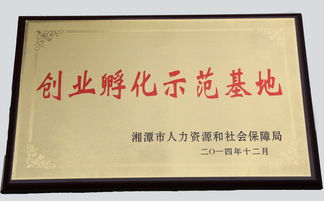 创业孵化示范基地
湘潭市人力资源和社会保障局
二〇一四年十二月